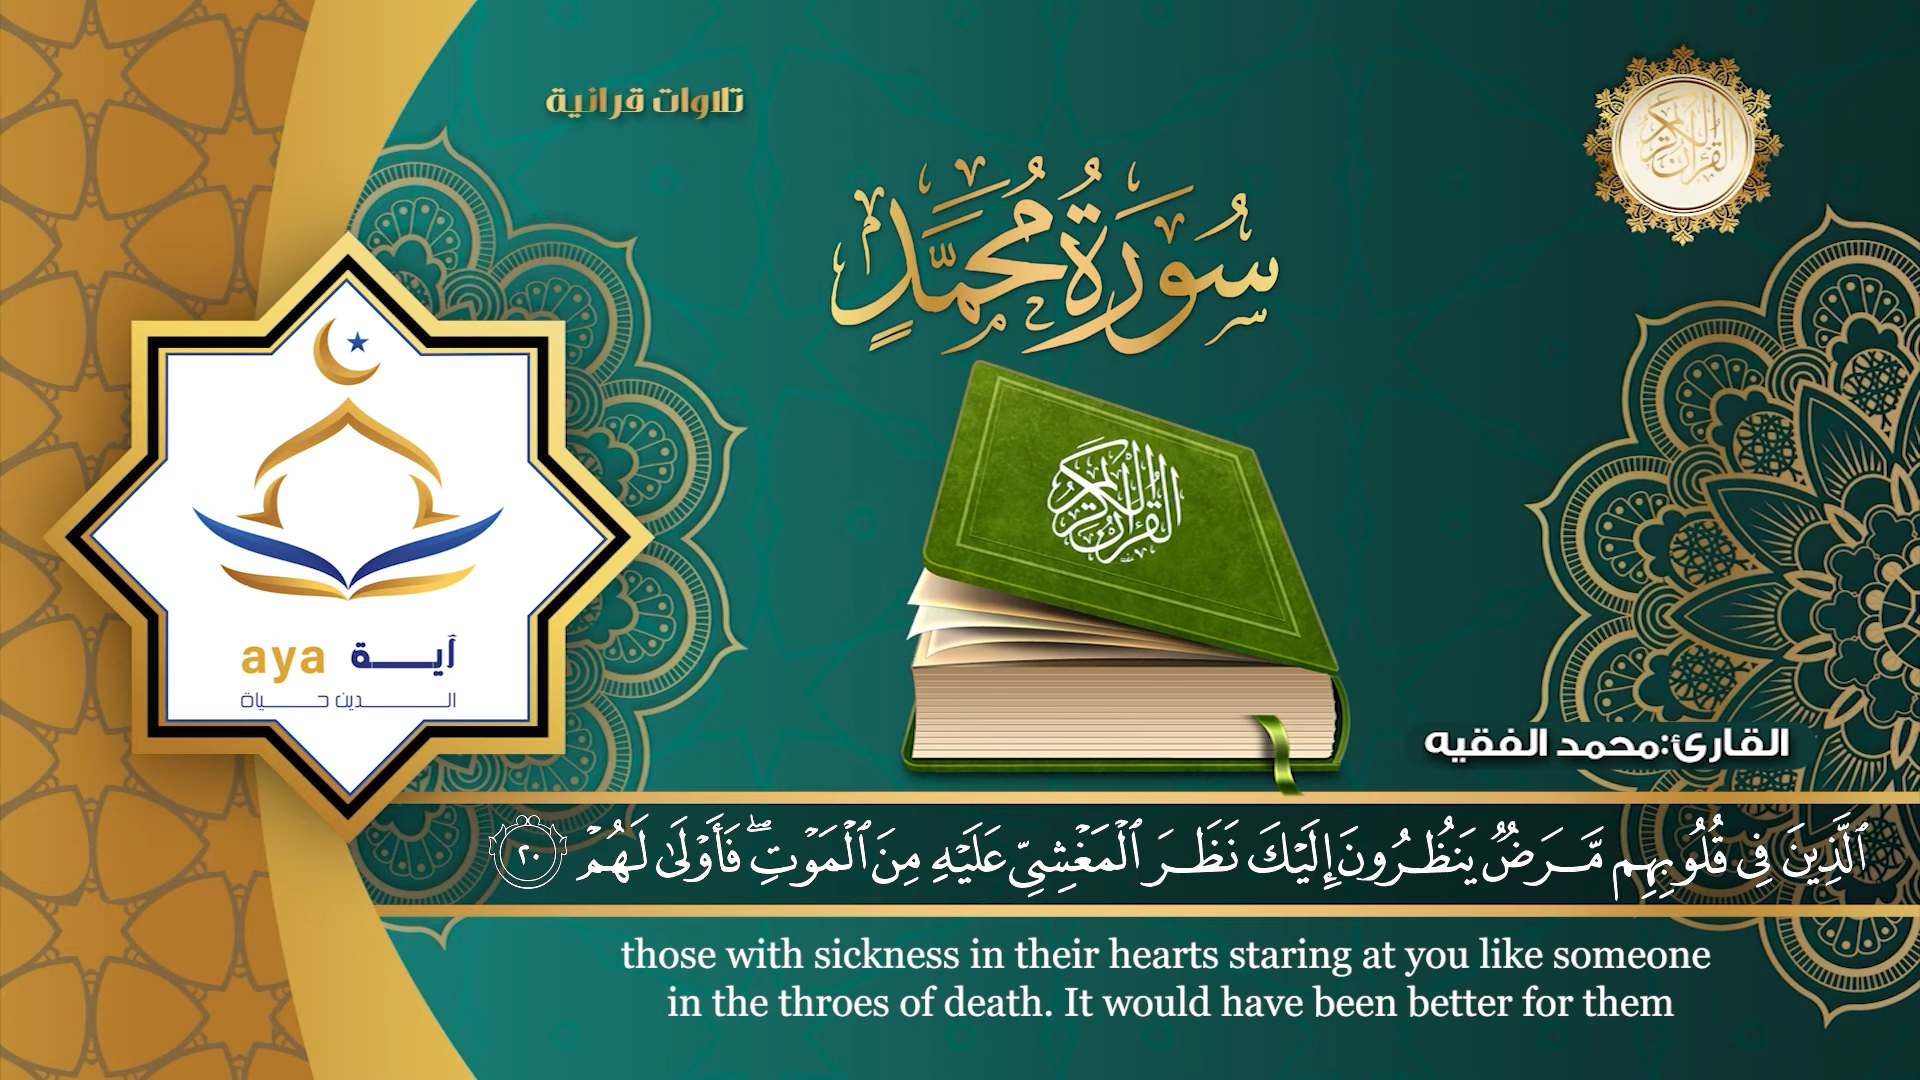 تلاوات قرانية
القرآن الكريم
سُورَةُ مُحَمَّدٍ
القرآن الكريم
آيــــة aya
الــــــدين حــــياة
القارئ:محمد الفقيه
ٱلَّذِينَ فِى قُلُوبِهِم مَّرَضٌ يَنظُرُونَ إِلَيْكَ نَظَرَ ٱلْمَغْشِىِّ عَلَيْهِ مِنَ ٱلْمَوْتِ ۖ فَأَوْلَىٰ لَهُمْ ٢٠
those with sickness in their hearts staring at you like someone
in the throes of death. It would have been better for them